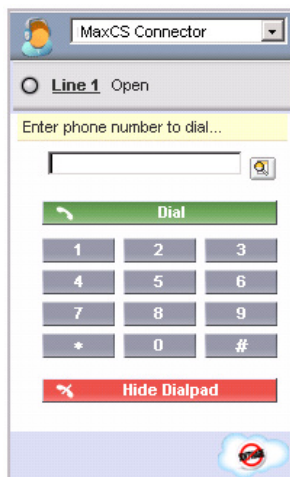 MaxCS Connector
Line 1 Open
Enter phone number to dial...
Dial
1 2 3
4 5 6
7 8 9
* 0 #
Hide Dialpad